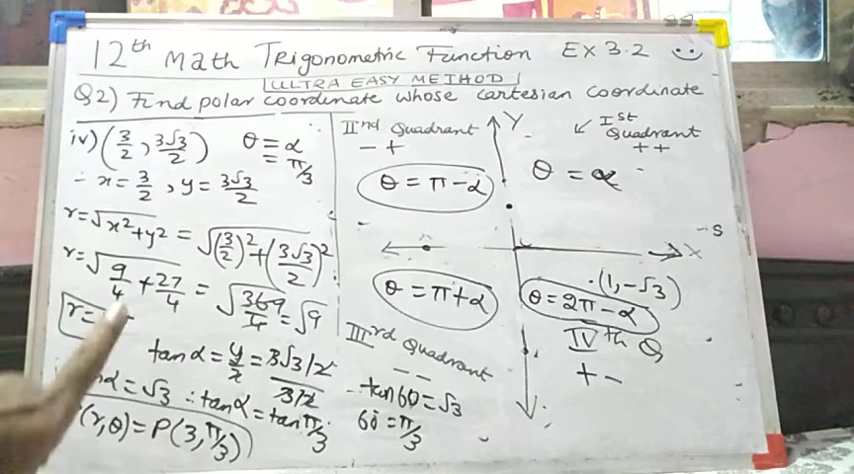 12th Math Trigonometric Function EX 3.2
ULTRA EASY METHOD
Q2) Find polar coordinate whose cartesian coordinate
iv) (3/2, 3√3/2) θ = α
= π/3
∴ x = 3/2, y = 3√3/2
r = √x²+y² = √(3/2)² + (3√3/2)²
r = √9/4 + 27/4 = √369/4 = √9
r =
tan α = y/x = 3√3/2 / 3/2
α = √3 ∴ tan α = tan π/3
(r, θ) = P(3, π/3)
IInd Quadrant
- +
θ = π - α
Y
Ist Quadrant
+ +
θ = α
X
θ = π + α
IIIrd Quadrant
- -
tan 60 = √3
60 = π/3
(1, -√3)
θ = 2π - α
IVth Q
+ -